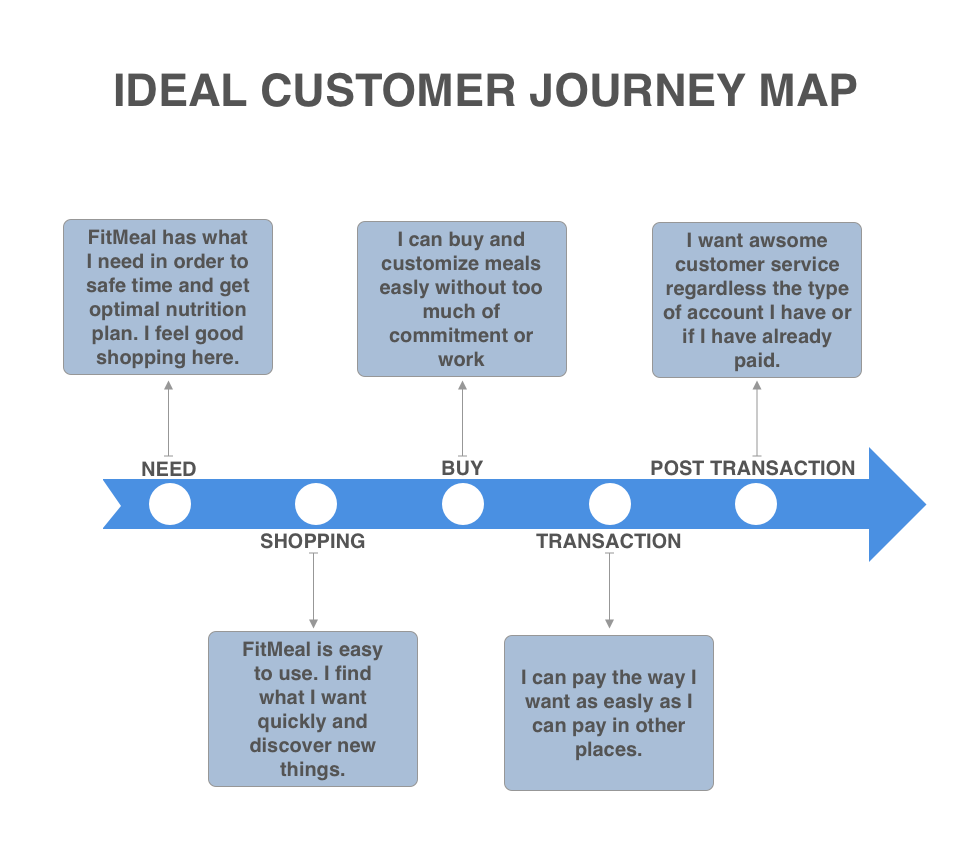 IDEAL CUSTOMER JOURNEY MAP
FitMeal has what
I need in order to
safe time and get
optimal nutrition
plan. I feel good
shopping here.
I can buy and
customize meals
easly without too
much of
commitment or
work
I want awsome
customer service
regardless the type
of account I have or
if I have already
paid.
NEED
BUY
POST TRANSACTION
SHOPPING
TRANSACTION
FitMeal is easy
to use. I find
what I want
quickly and
discover new
things.
I can pay the way I
want as easly as I
can pay in other
places.